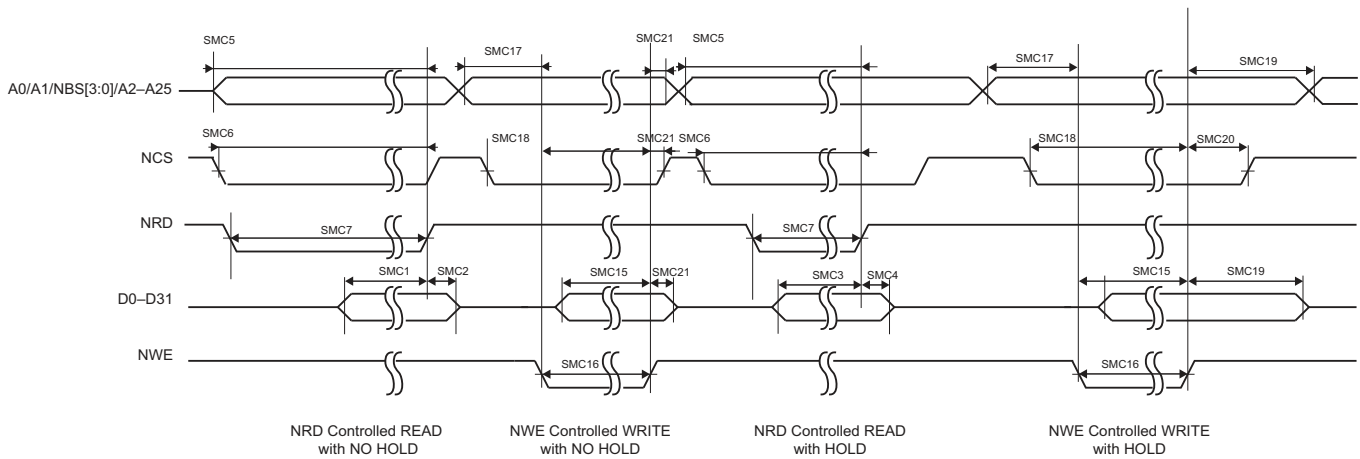 SMC5
SMC17
SMC21
SMC5
SMC17
SMC19
A0/A1/NBS[3:0]/A2–A25
SMC6
SMC18
SMC21
SMC6
SMC18
SMC20
NCS
NRD
SMC7
SMC7
SMC1
SMC2
SMC15
SMC21
SMC3
SMC4
SMC15
SMC19
D0–D31
NWE
SMC16
SMC16
NRD Controlled READ
with NO HOLD
NWE Controlled WRITE
with NO HOLD
NRD Controlled READ
with HOLD
NWE Controlled WRITE
with HOLD